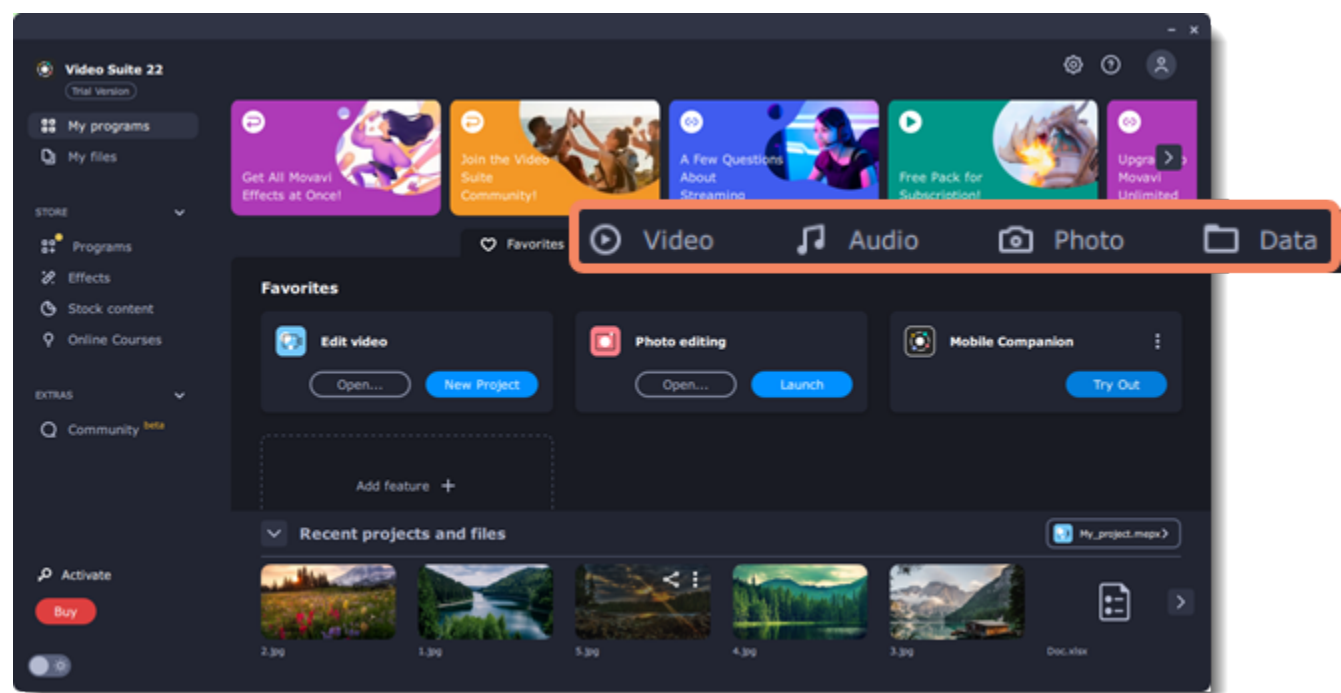 Video Suite 22
Trial Version
My programs
My files
STORE
Programs
Effects
Stock content
Online Courses
EXTRAS
Community beta
Activate
Buy
Get All Movavi
Effects at Once!
Join the Video
Suite
Community!
A Few Questions
About
Streaming
Free Pack for
Subscription!
Movavi
Unlimited
Favorites
Video
Audio
Photo
Data
Favorites
Edit video
Open...
New Project
Photo editing
Open...
Launch
Mobile Companion
Try Out
Add feature +
Recent projects and files
My_project.mepx
2.jpg
1.jpg
5.jpg
4.jpg
3.jpg
Doc.xlsx